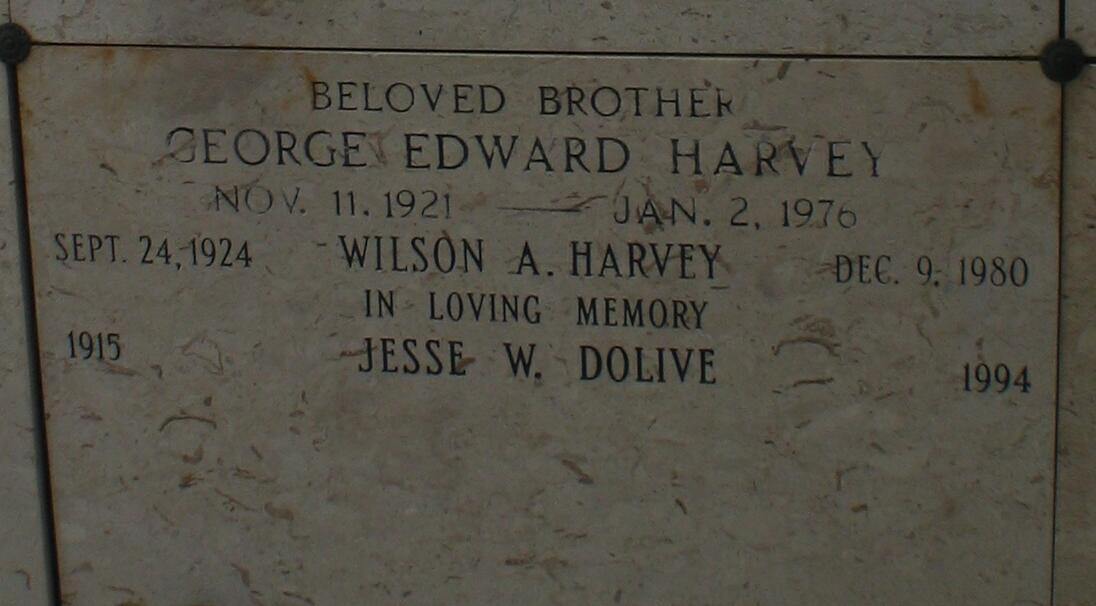 BELOVED BROTHER
GEORGE EDWARD HARVEY
NOV. 11. 1921 — JAN. 2, 1976
SEPT. 24, 1924 WILSON A. HARVEY DEC. 9, 1980
IN LOVING MEMORY
1915 JESSE W. DOLIVE 1994